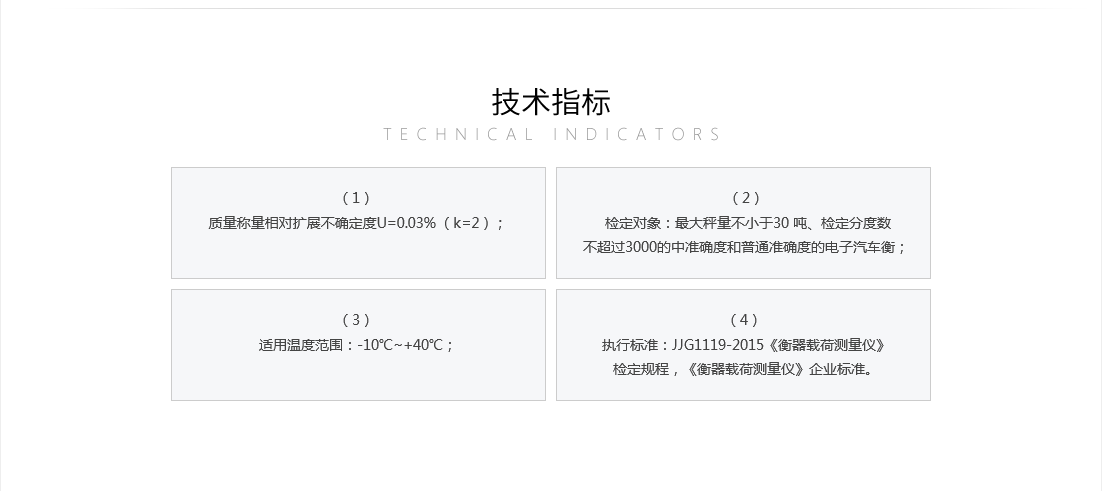 技术指标
TECHNICAL INDICATORS
（1）
质量称量相对扩展不确定度U=0.03%（k=2）；
（2）
检定对象：最大秤量不小于30 吨、检定分度数
不超过3000的中准确度和普通准确度的电子汽车衡；
（3）
适用温度范围：-10℃~+40℃；
（4）
执行标准：JJG1119-2015《衡器载荷测量仪》
检定规程，《衡器载荷测量仪》企业标准。